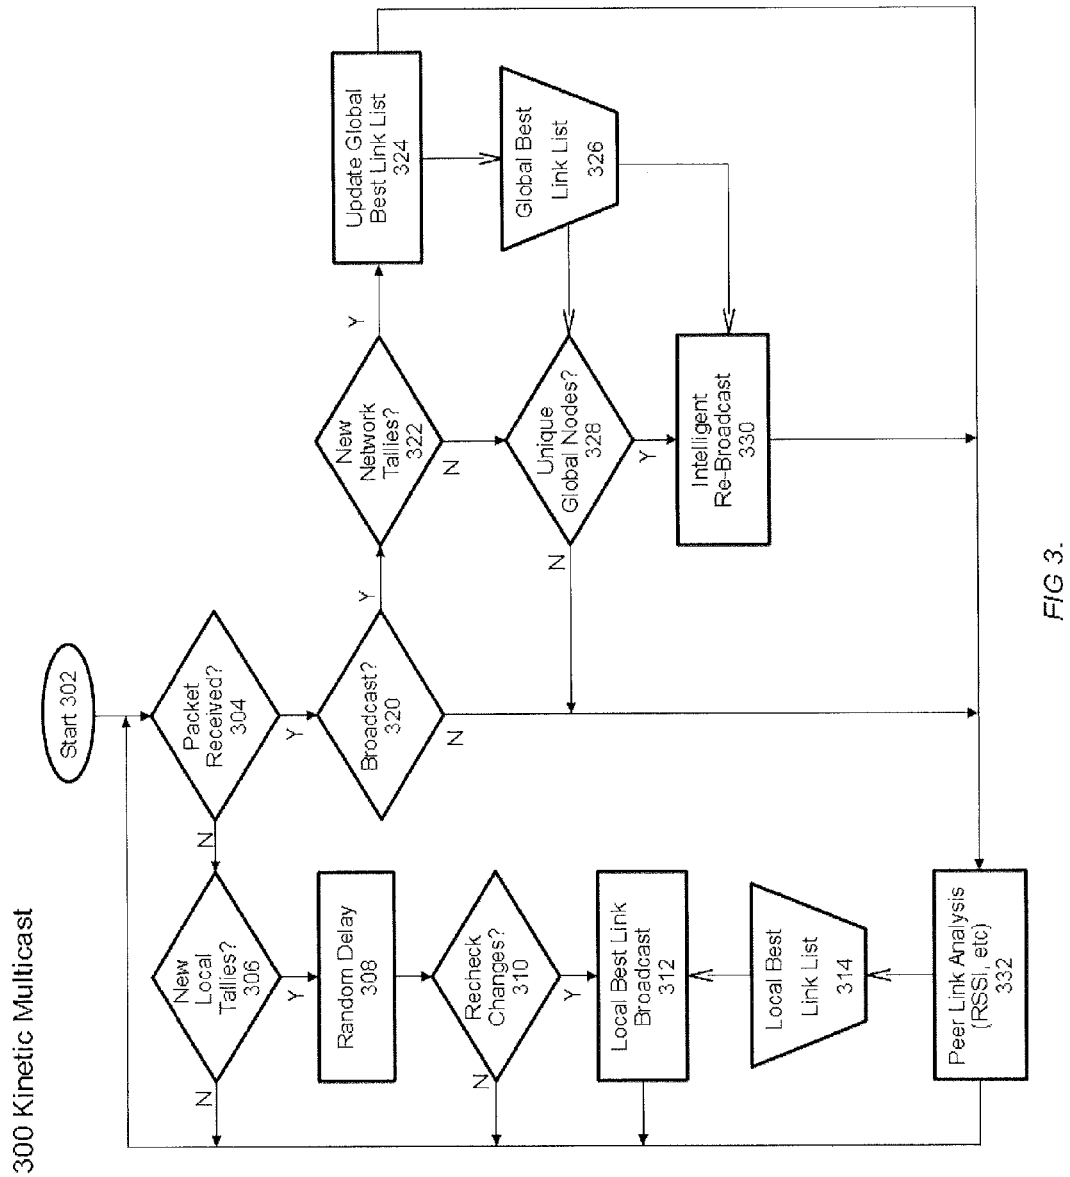 300 Kinetic Multicast
Start 302
Packet
Received?
304
N
Y
New
Local
Tallies?
306
N
Y
Random Delay
308
Recheck
Changes?
310
N
Y
Local Best Link
Broadcast
312
Local Best
Link List
314
Peer Link Analysis
(RSSI, etc)
332
Broadcast?
320
Y
N
New
Network
Tallies?
322
Y
N
Update Global
Best Link List
324
Global Best
Link List
326
Unique
Global Nodes?
328
N
Y
Intelligent
Re-Broadcast
330
FIG 3.